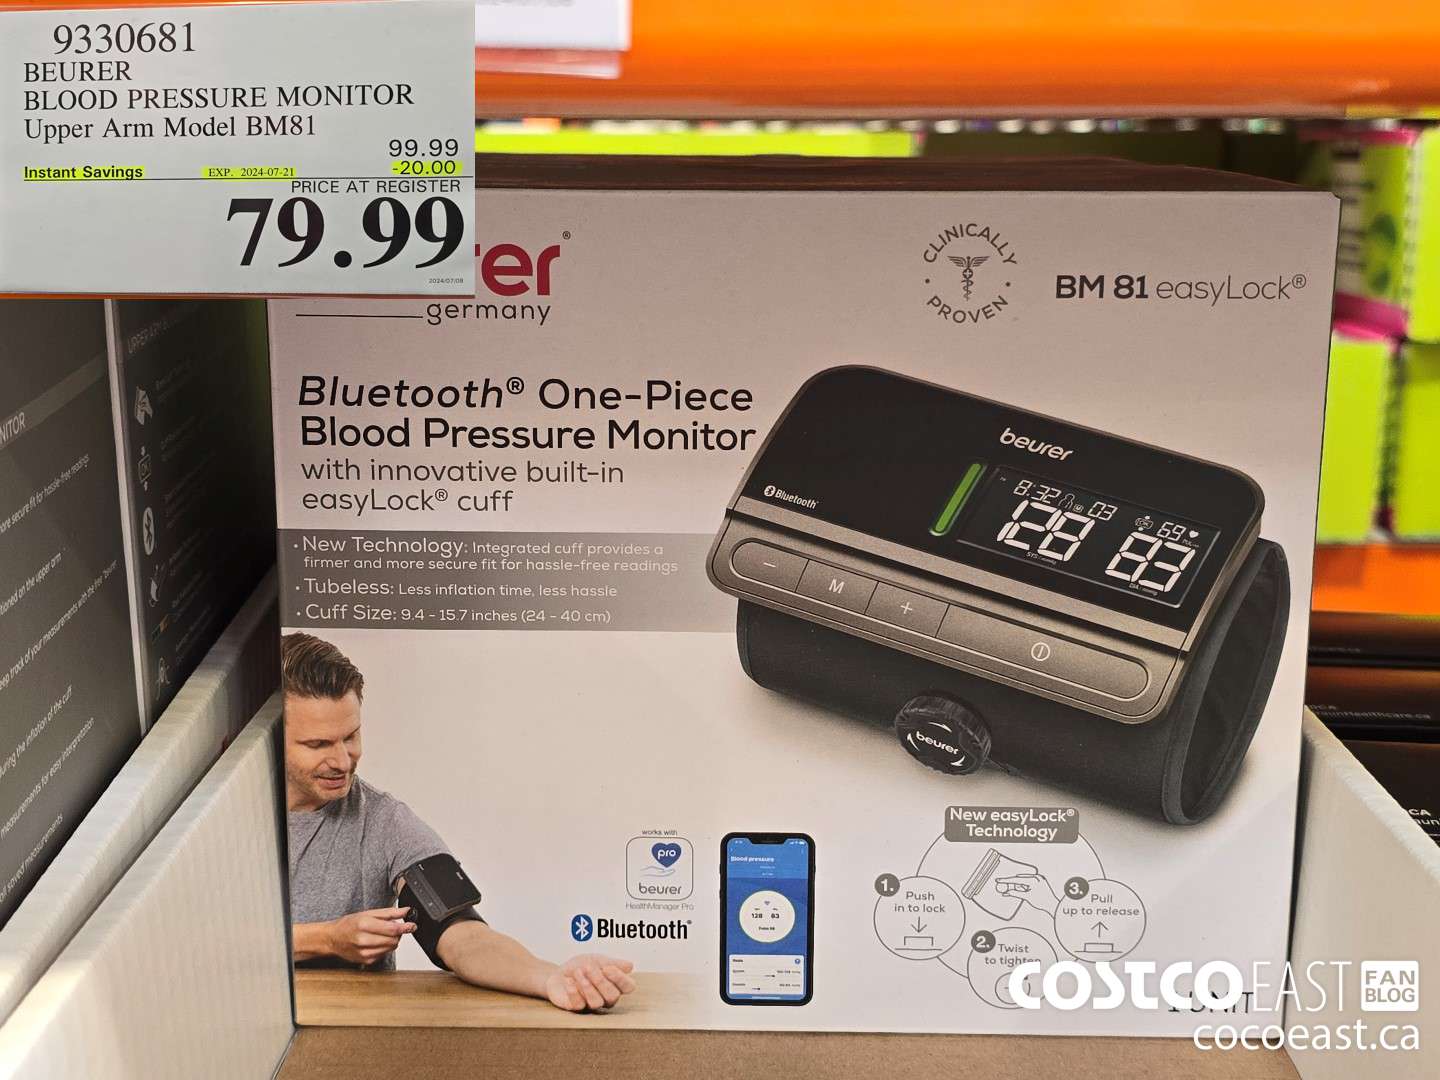 9330681
BEURER
BLOOD PRESSURE MONITOR
Upper Arm Model BM81
99.99
Instant Savings EXP. 2024-07-21 -20.00
PRICE AT REGISTER
79.99
2024/07/08
rer®
germany
CLINICALLY
PROVEN
BM 81 easyLock®
Bluetooth® One-Piece
Blood Pressure Monitor
with innovative built-in
easyLock® cuff
• New Technology: Integrated cuff provides a
firmer and more secure fit for hassle-free readings
• Tubeless: Less inflation time, less hassle
• Cuff Size: 9.4 - 15.7 inches (24 - 40 cm)
beurer
Bluetooth
8:32 03 69
128 83
− M +
beurer
works with
pro
beurer
HealthManager Pro
Bluetooth®
Blood pressure
128 83
New easyLock®
Technology
1. Push
in to lock
2. Twist
to tighten
3. Pull
up to release
1 UNIT
NITOR
COSTCO EAST FAN
BLOG
cocoeast.ca